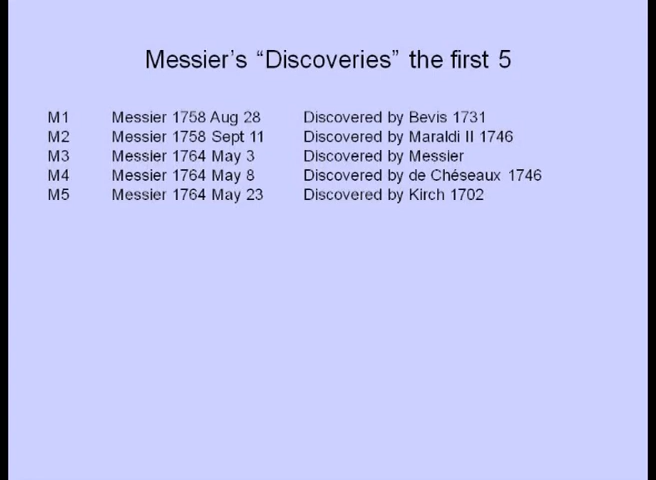 Messier's “Discoveries” the first 5
M1 Messier 1758 Aug 28 Discovered by Bevis 1731
M2 Messier 1758 Sept 11 Discovered by Maraldi II 1746
M3 Messier 1764 May 3 Discovered by Messier
M4 Messier 1764 May 8 Discovered by de Chéseaux 1746
M5 Messier 1764 May 23 Discovered by Kirch 1702